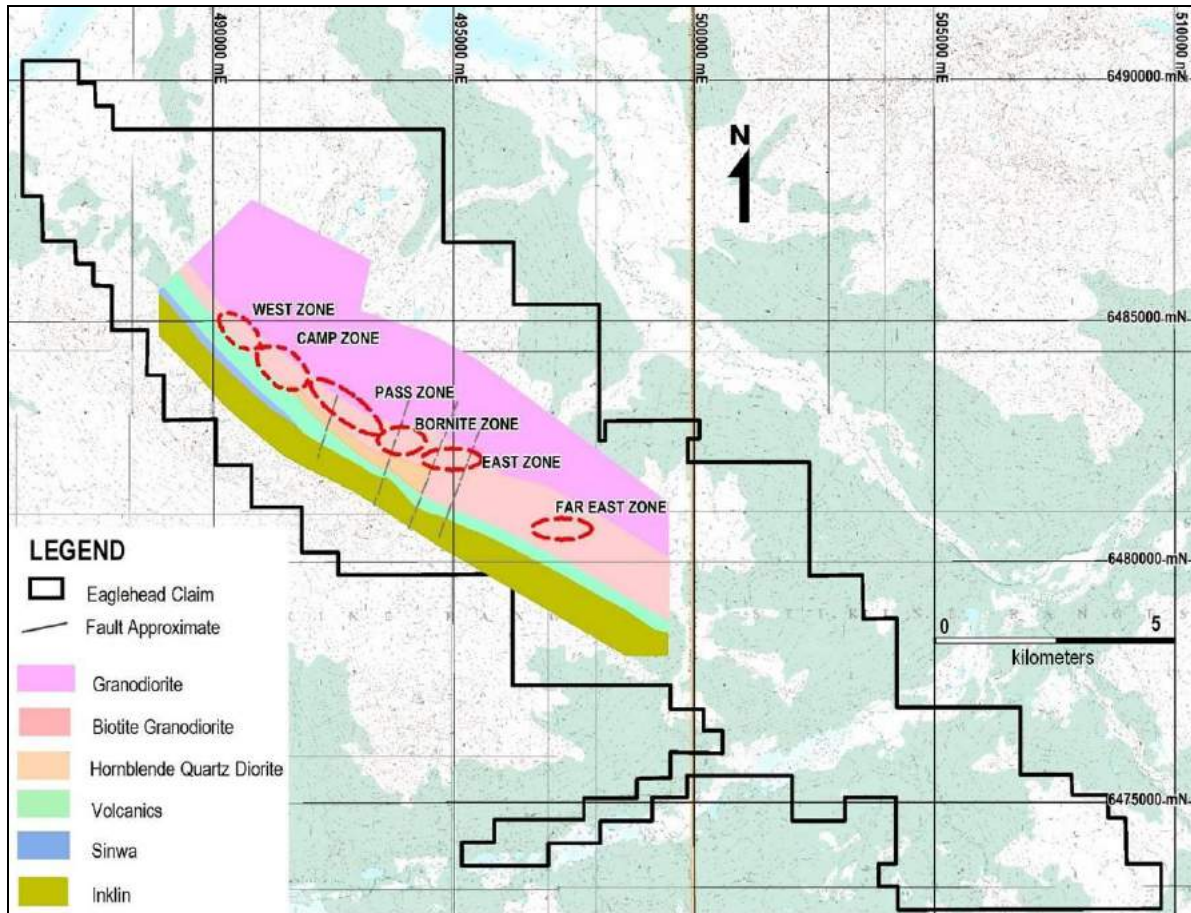 490000 mE
495000 mE
500000 mE
505000 mE
6490000 mN
N
WEST ZONE
6485000 mN
CAMP ZONE
PASS ZONE
BORNITE ZONE
EAST ZONE
FAR EAST ZONE
6480000 mN
LEGEND
Eaglehead Claim
Fault Approximate
Granodiorite
Biotite Granodiorite
Hornblende Quartz Diorite
Volcanics
Sinwa
Inklin
0 5
kilometers
6475000 mN